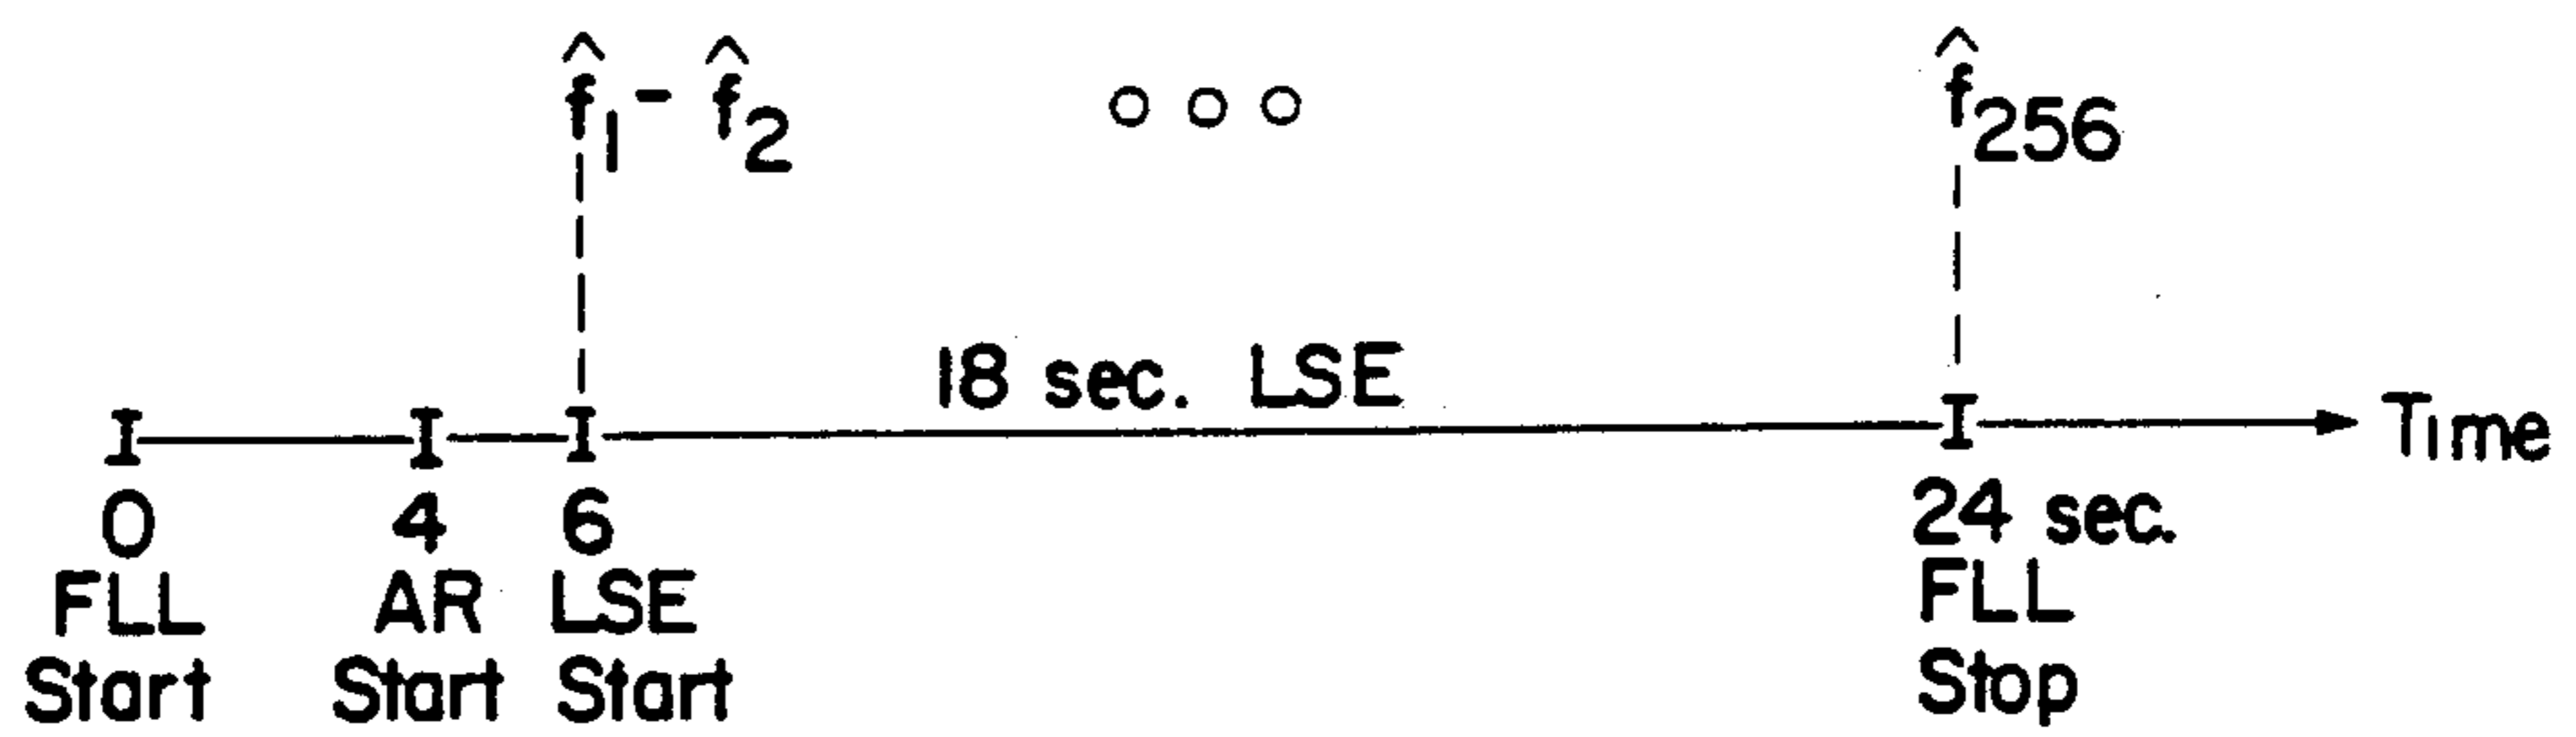 f̂₁ - f̂₂ ○ ○ ○ f̂₂₅₆
18 sec. LSE
Time
0 4 6 24 sec.
FLL AR LSE FLL
Start Start Start Stop